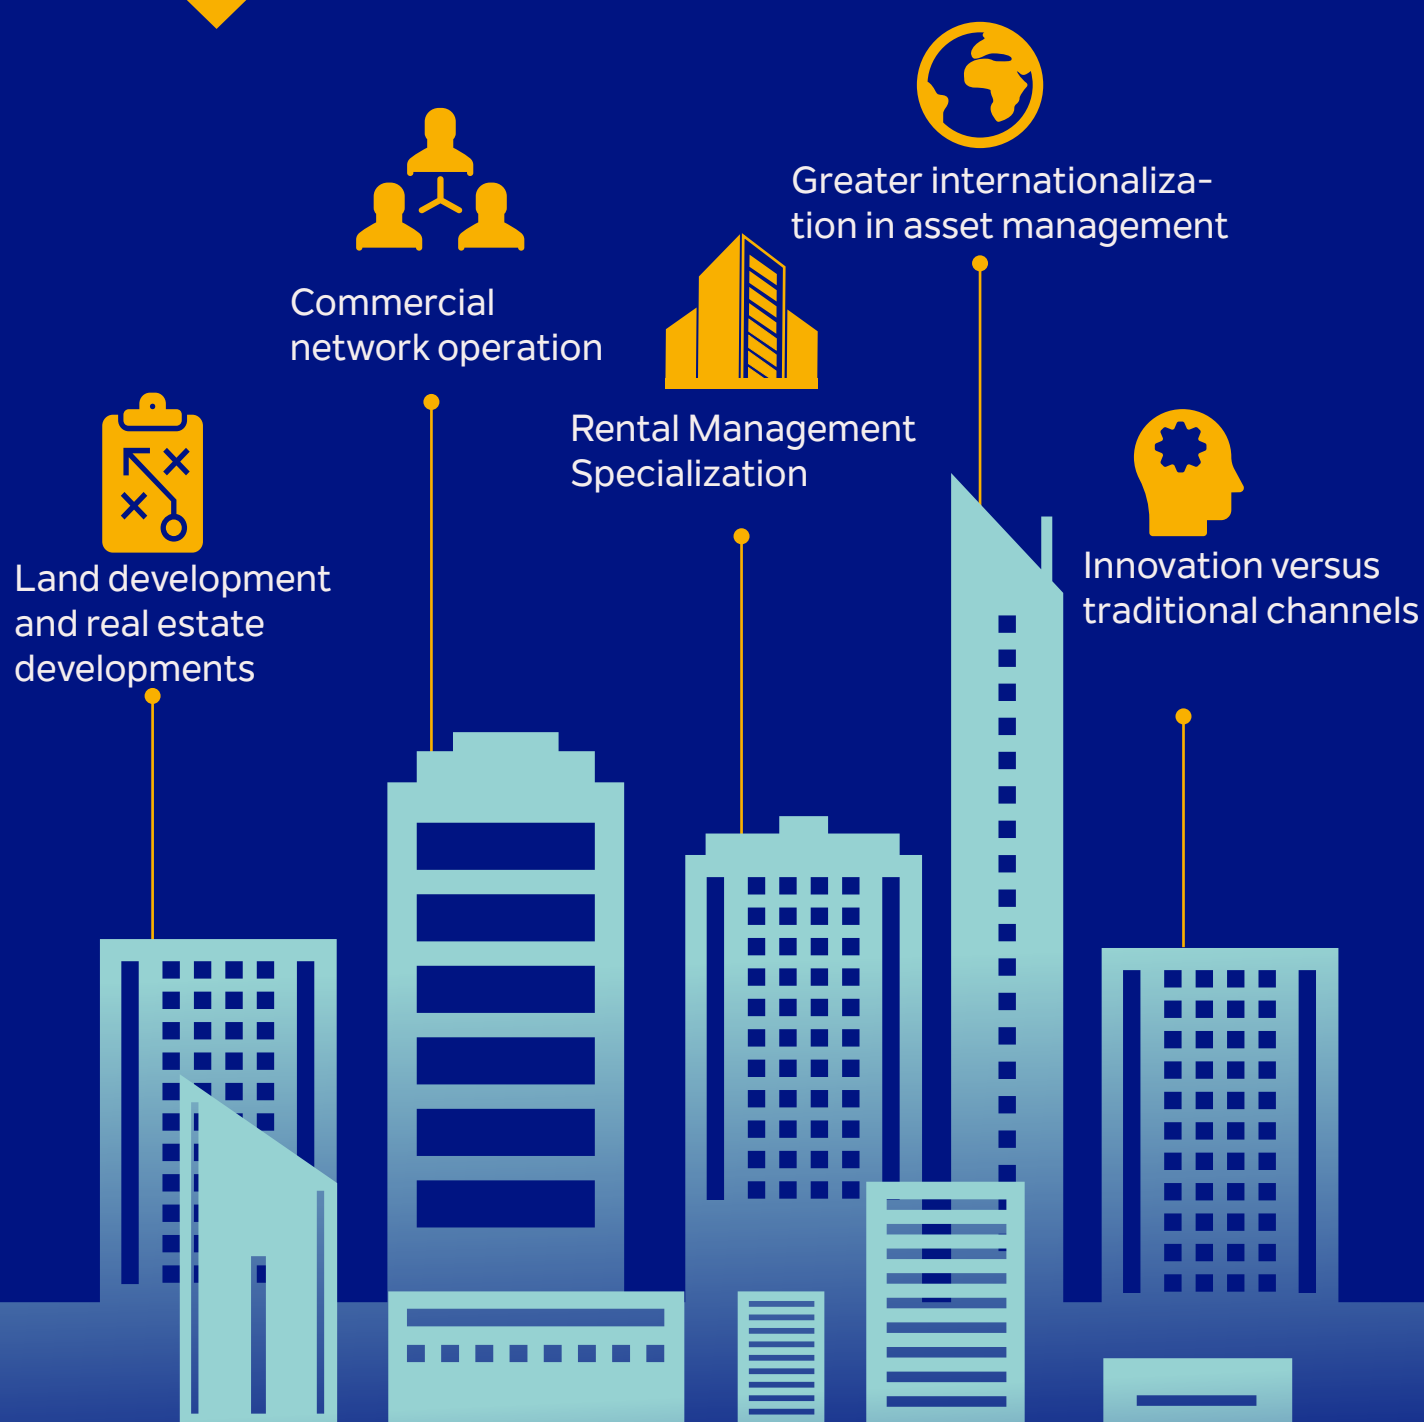 Greater internationaliza-
tion in asset management
Commercial
network operation
Rental Management
Specialization
Innovation versus
traditional channels
Land development
and real estate
developments